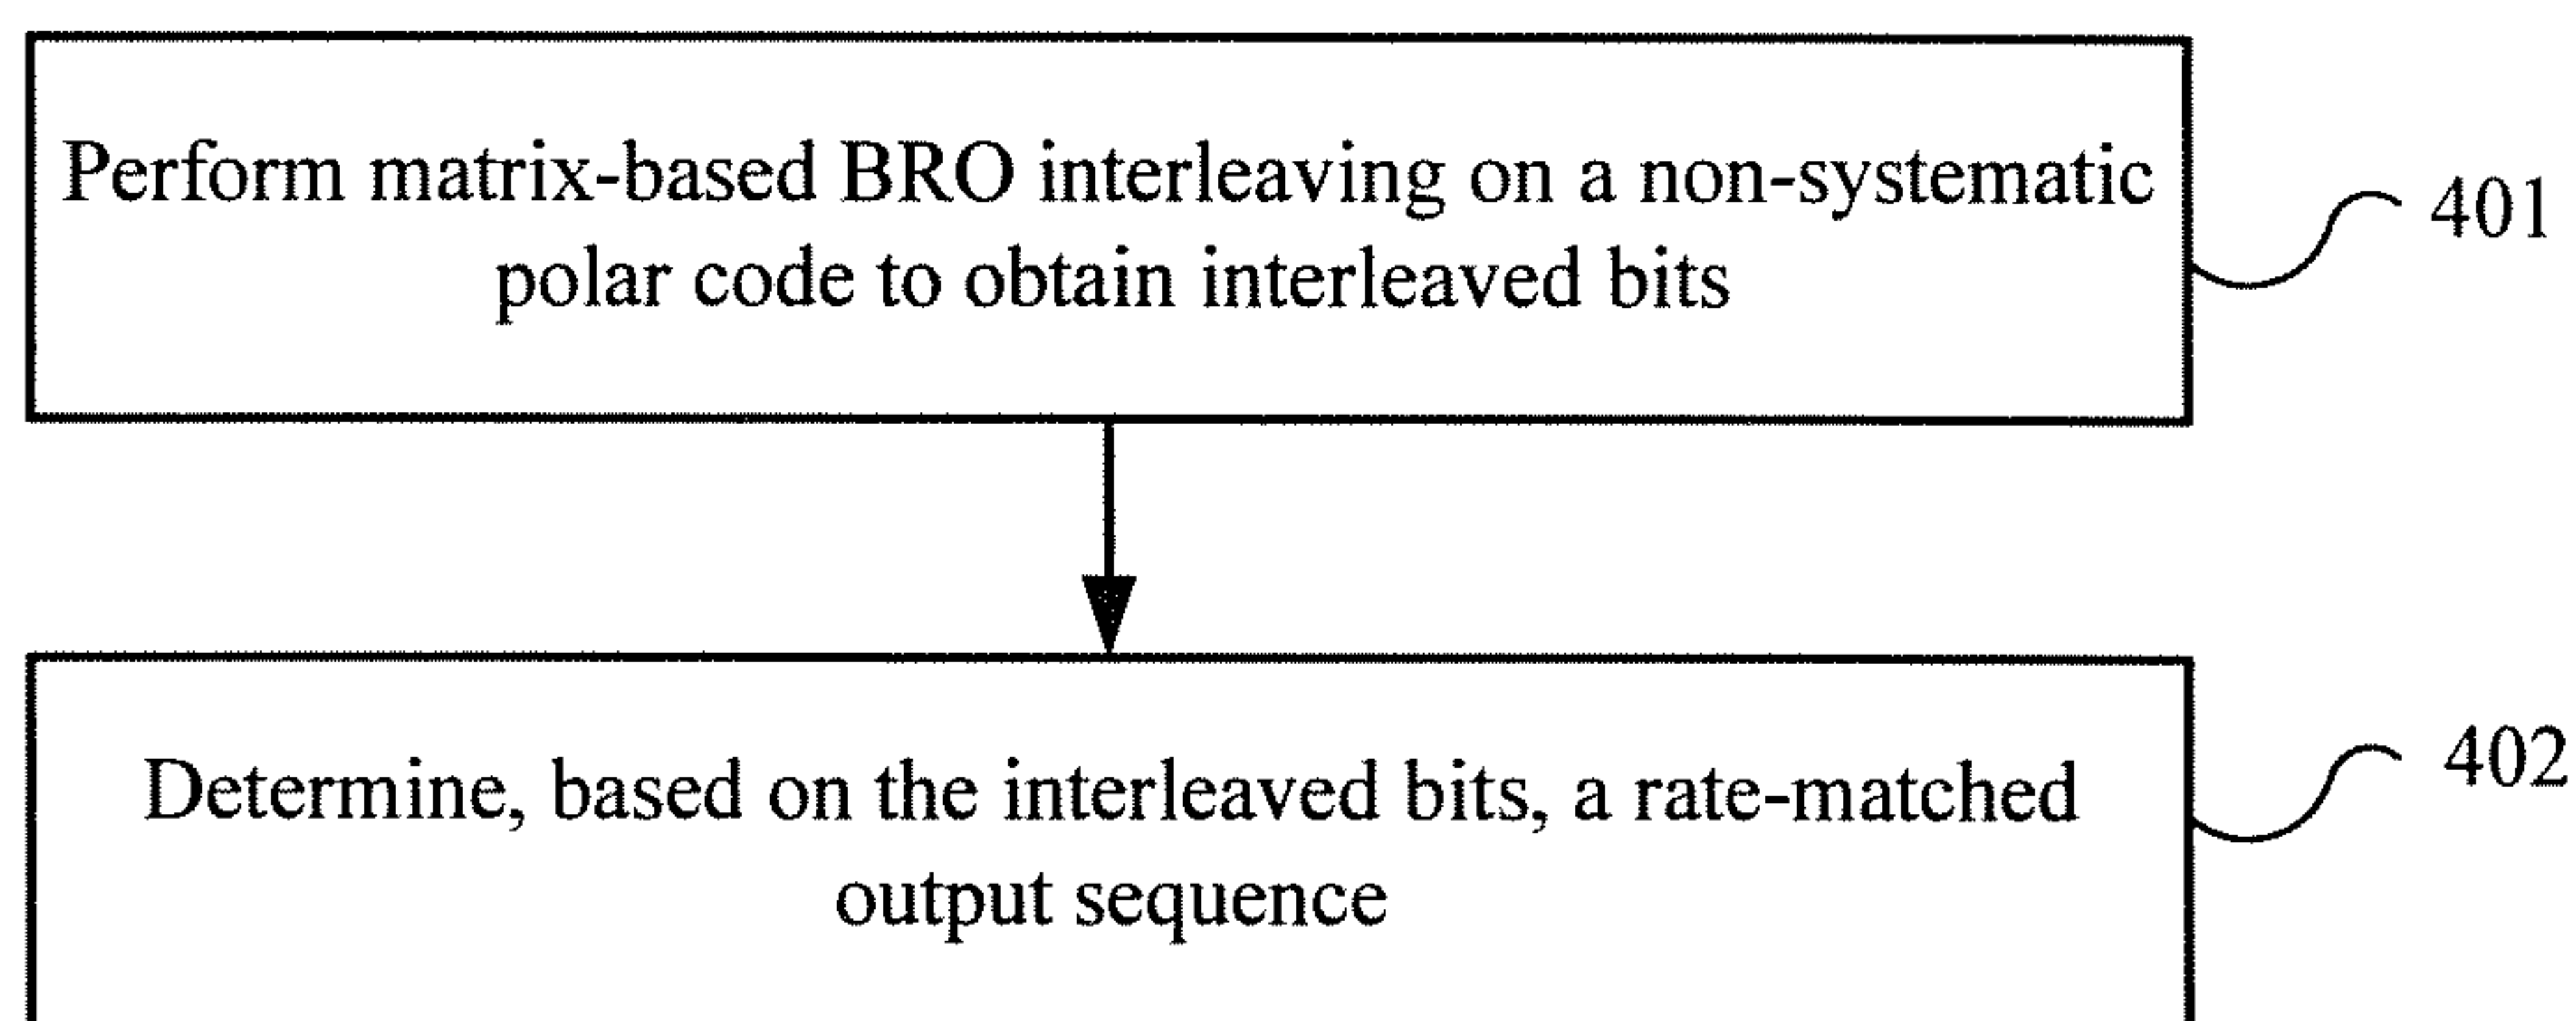 Perform matrix-based BRO interleaving on a non-systematic
polar code to obtain interleaved bits
401
Determine, based on the interleaved bits, a rate-matched
output sequence
402